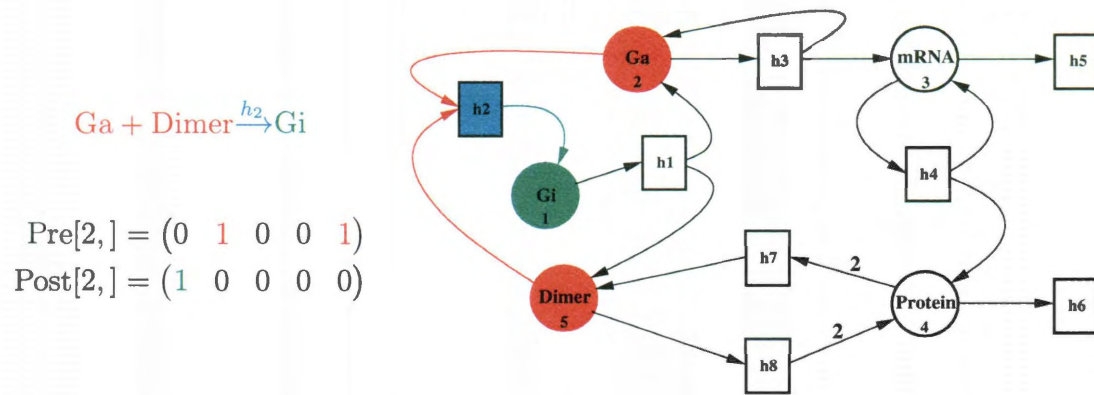 Ga + Dimer h₂→ Gi
Pre[2,] = (0 1 0 0 1)
Post[2,] = (1 0 0 0 0)
Ga
2
h3
mRNA
3
h5
h2
h1
h4
Gi
1
h7
2
Dimer
5
Protein
4
h6
2
h8